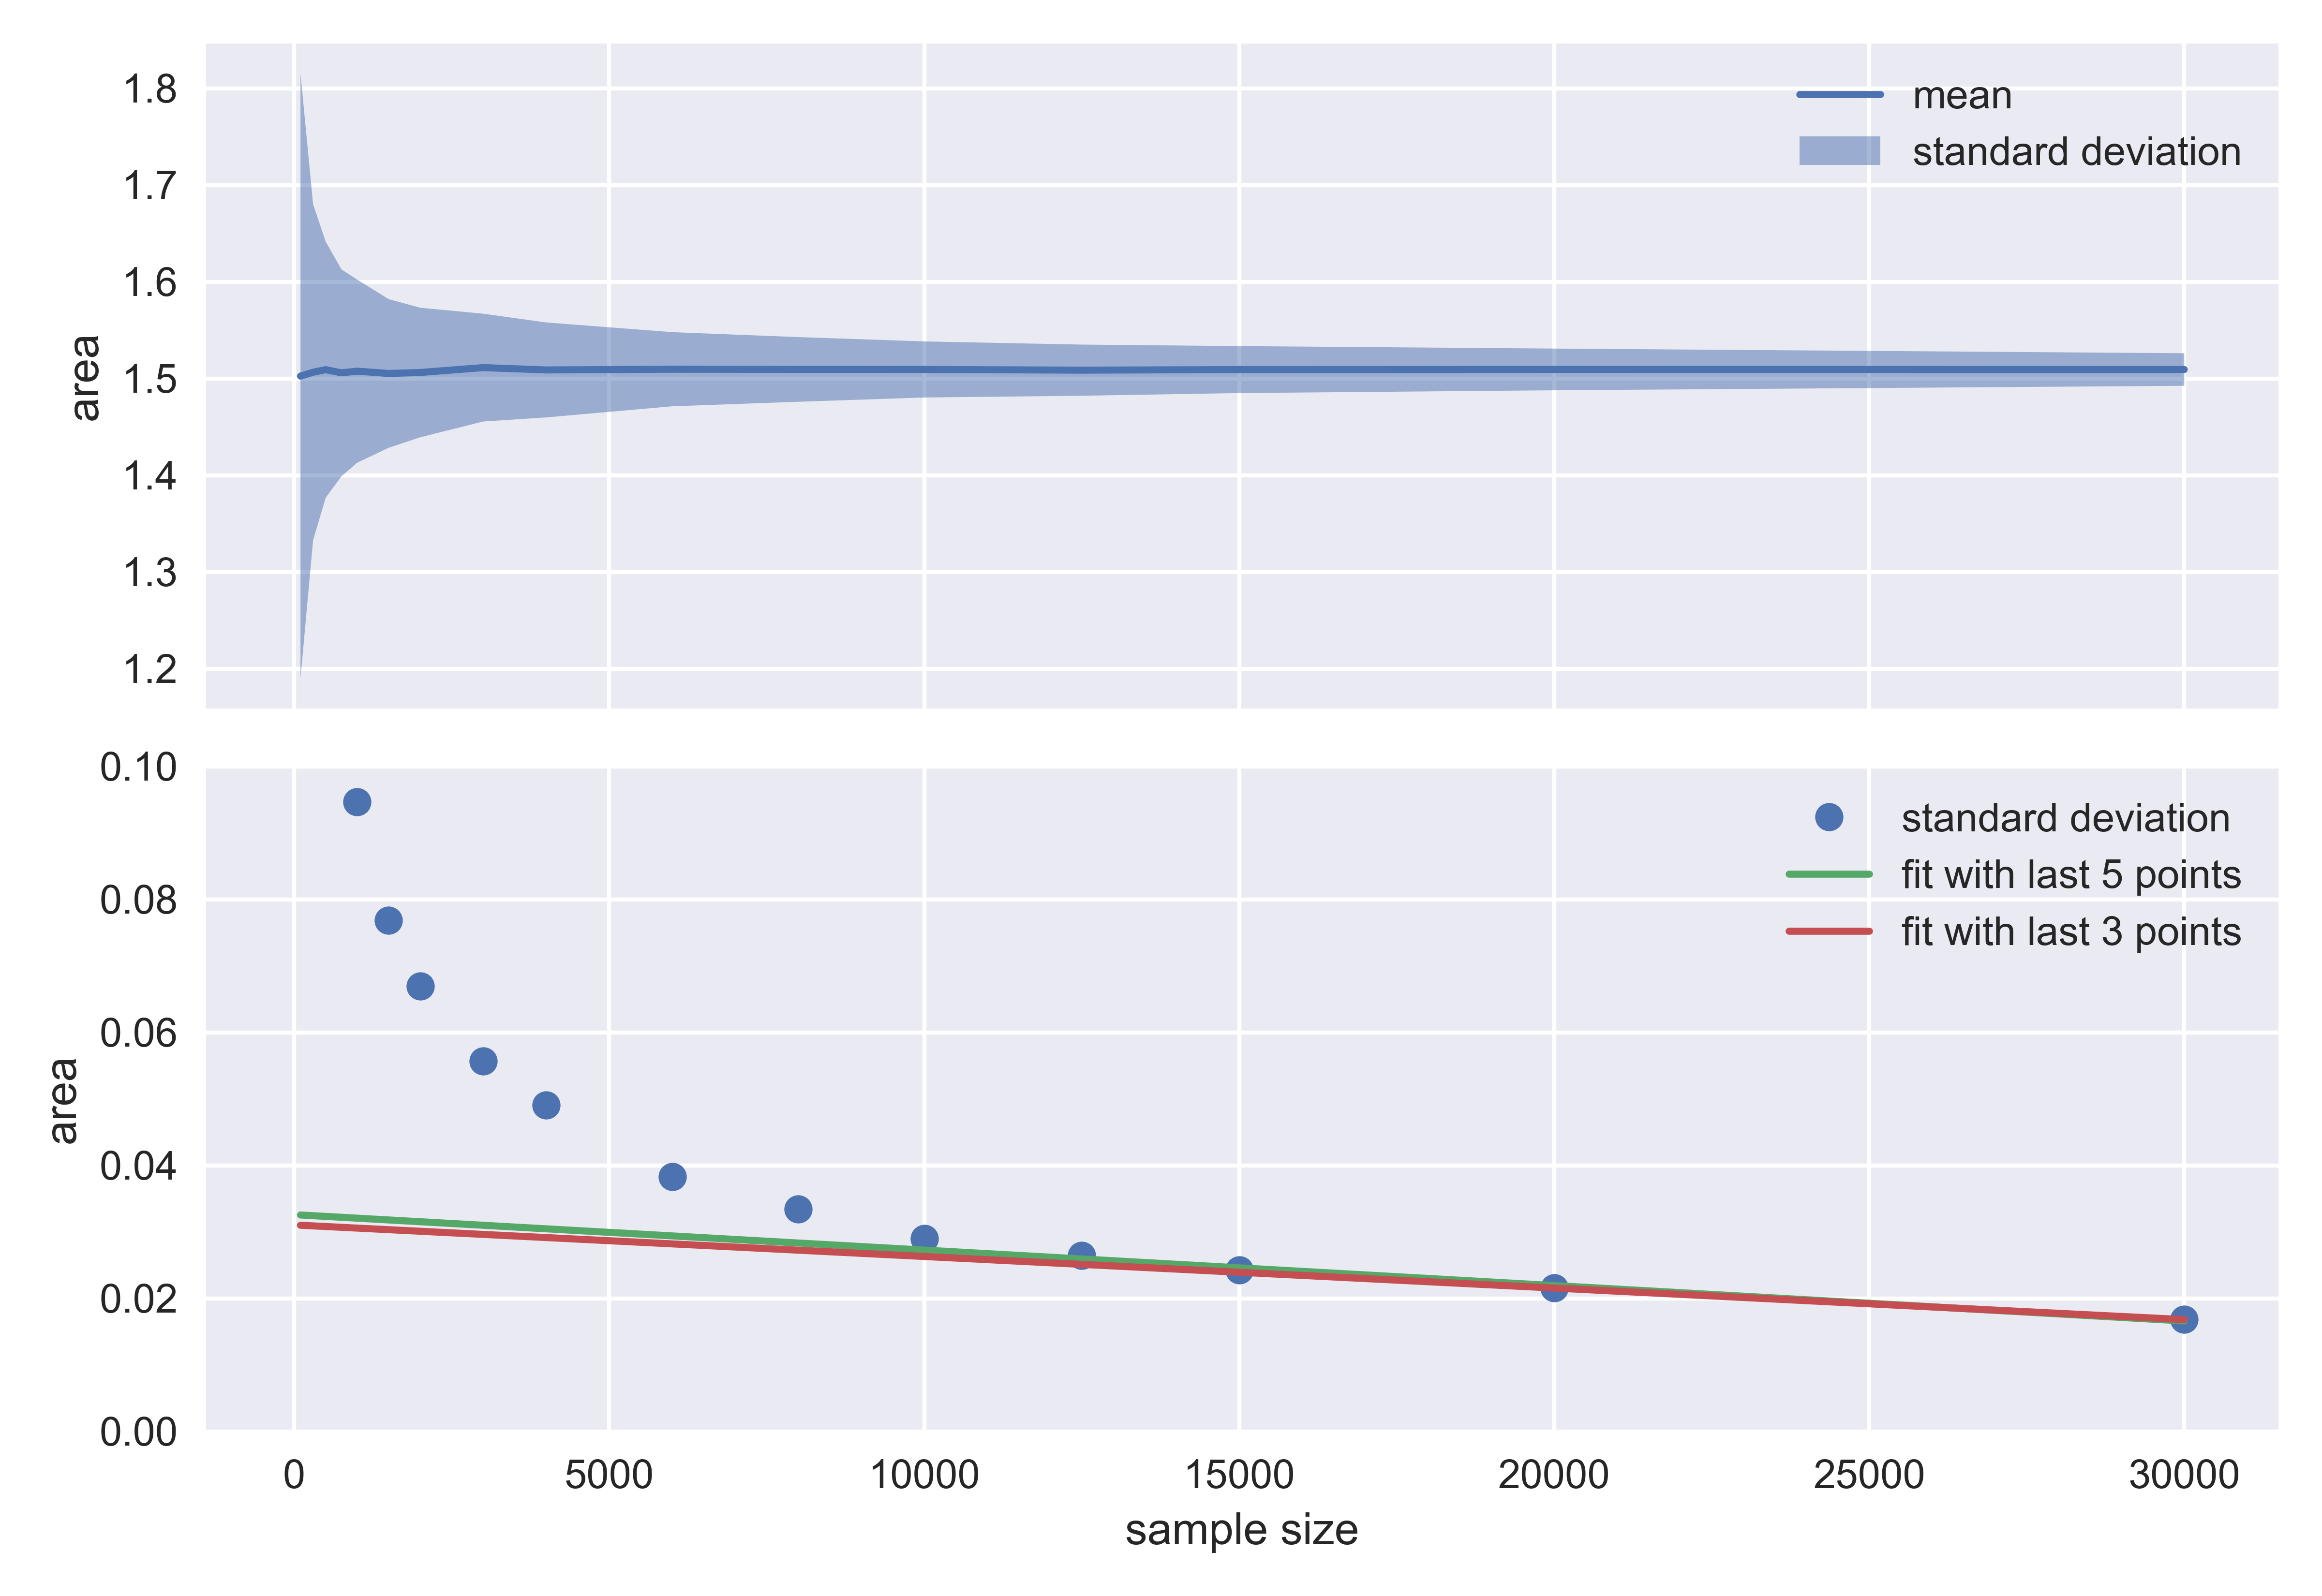 1.8
1.7
1.6
1.5
1.4
1.3
1.2
area
mean
standard deviation
0.10
0.08
0.06
0.04
0.02
0.00
area
standard deviation
fit with last 5 points
fit with last 3 points
0 5000 10000 15000 20000 25000 30000
sample size